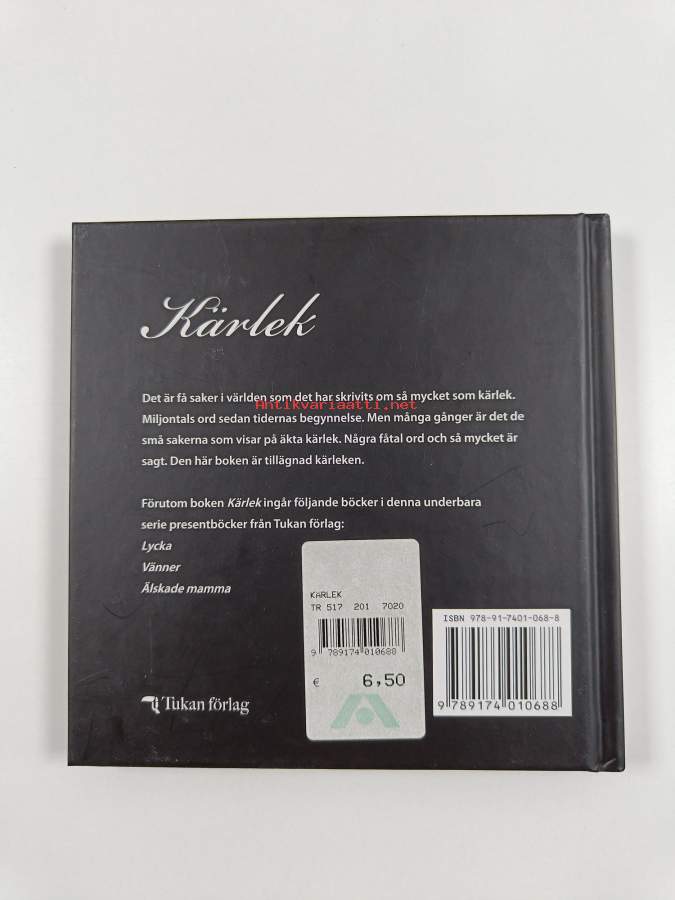 Kärlek
Det är få saker i världen som det har skrivits om så mycket som kärlek.
Antikvariaatti.net
Miljontals ord sedan tidernas begynnelse. Men många gånger är det de
små sakerna som visar på äkta kärlek. Några fåtal ord och så mycket är
sagt. Den här boken är tillägnad kärleken.
Förutom boken Kärlek ingår följande böcker i denna underbara
serie presentböcker från Tukan förlag:
Lycka
Vänner
Älskade mamma
KÄRLEK
TR 517 201 7020
9 789174 010688
€ 6,50
ISBN 978-91-7401-068-8
9 789174 010688
Tukan förlag